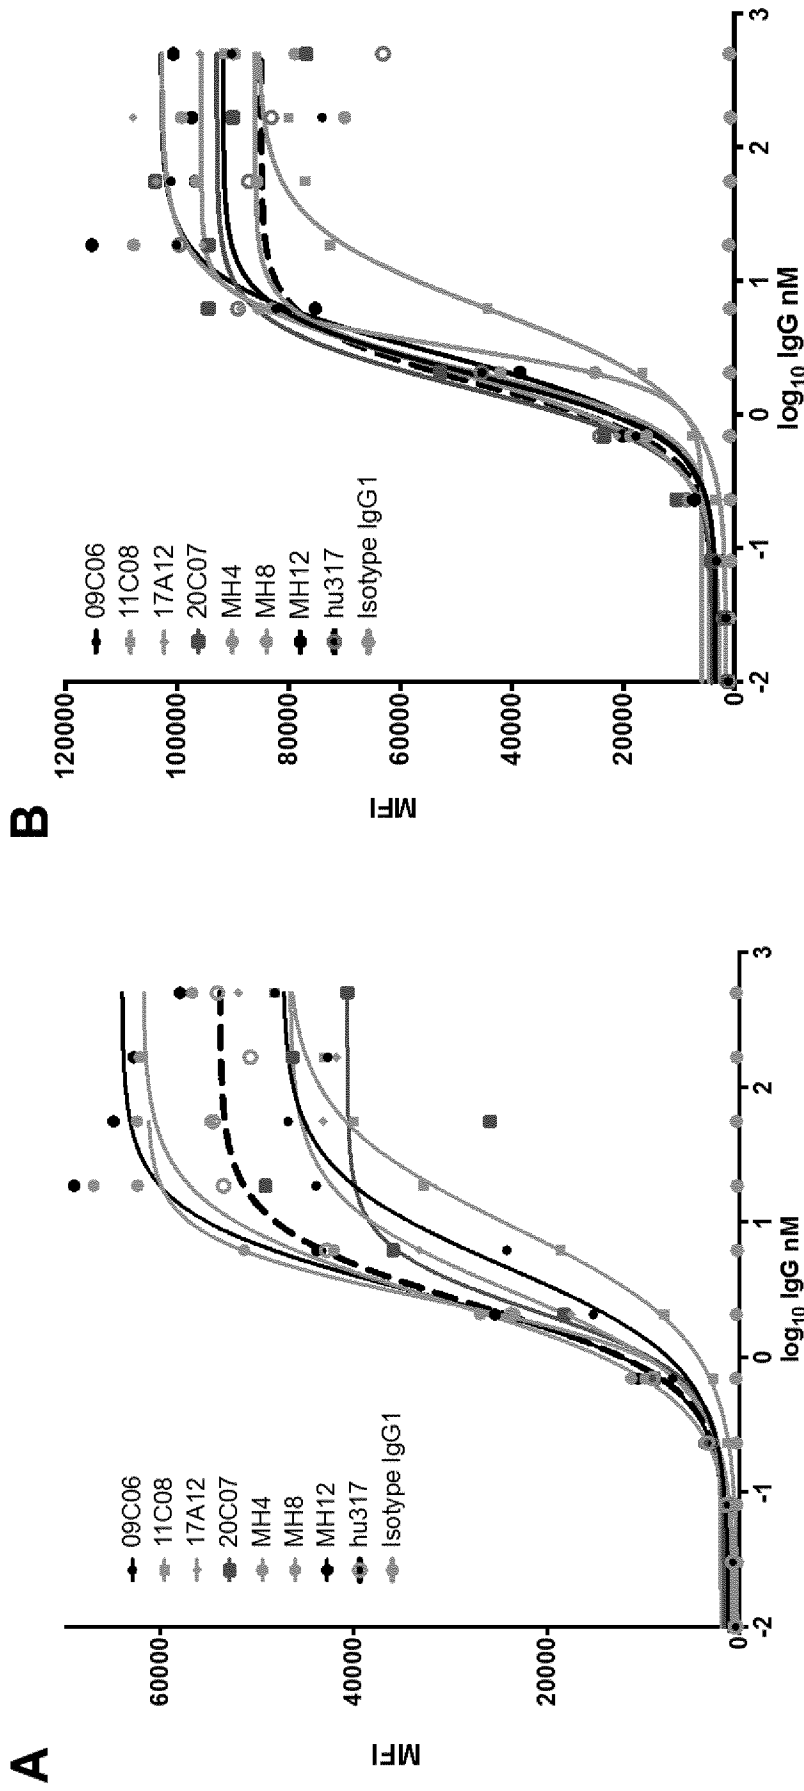 A
MFI
60000
40000
20000
0
09C06
11C08
17A12
20C07
MH4
MH8
MH12
hu317
Isotype IgG1
-2
-1
0
1
2
3
log10 IgG nM
B
MFI
120000
100000
80000
60000
40000
20000
0
09C06
11C08
17A12
20C07
MH4
MH8
MH12
hu317
Isotype IgG1
-2
-1
0
1
2
3
log10 IgG nM